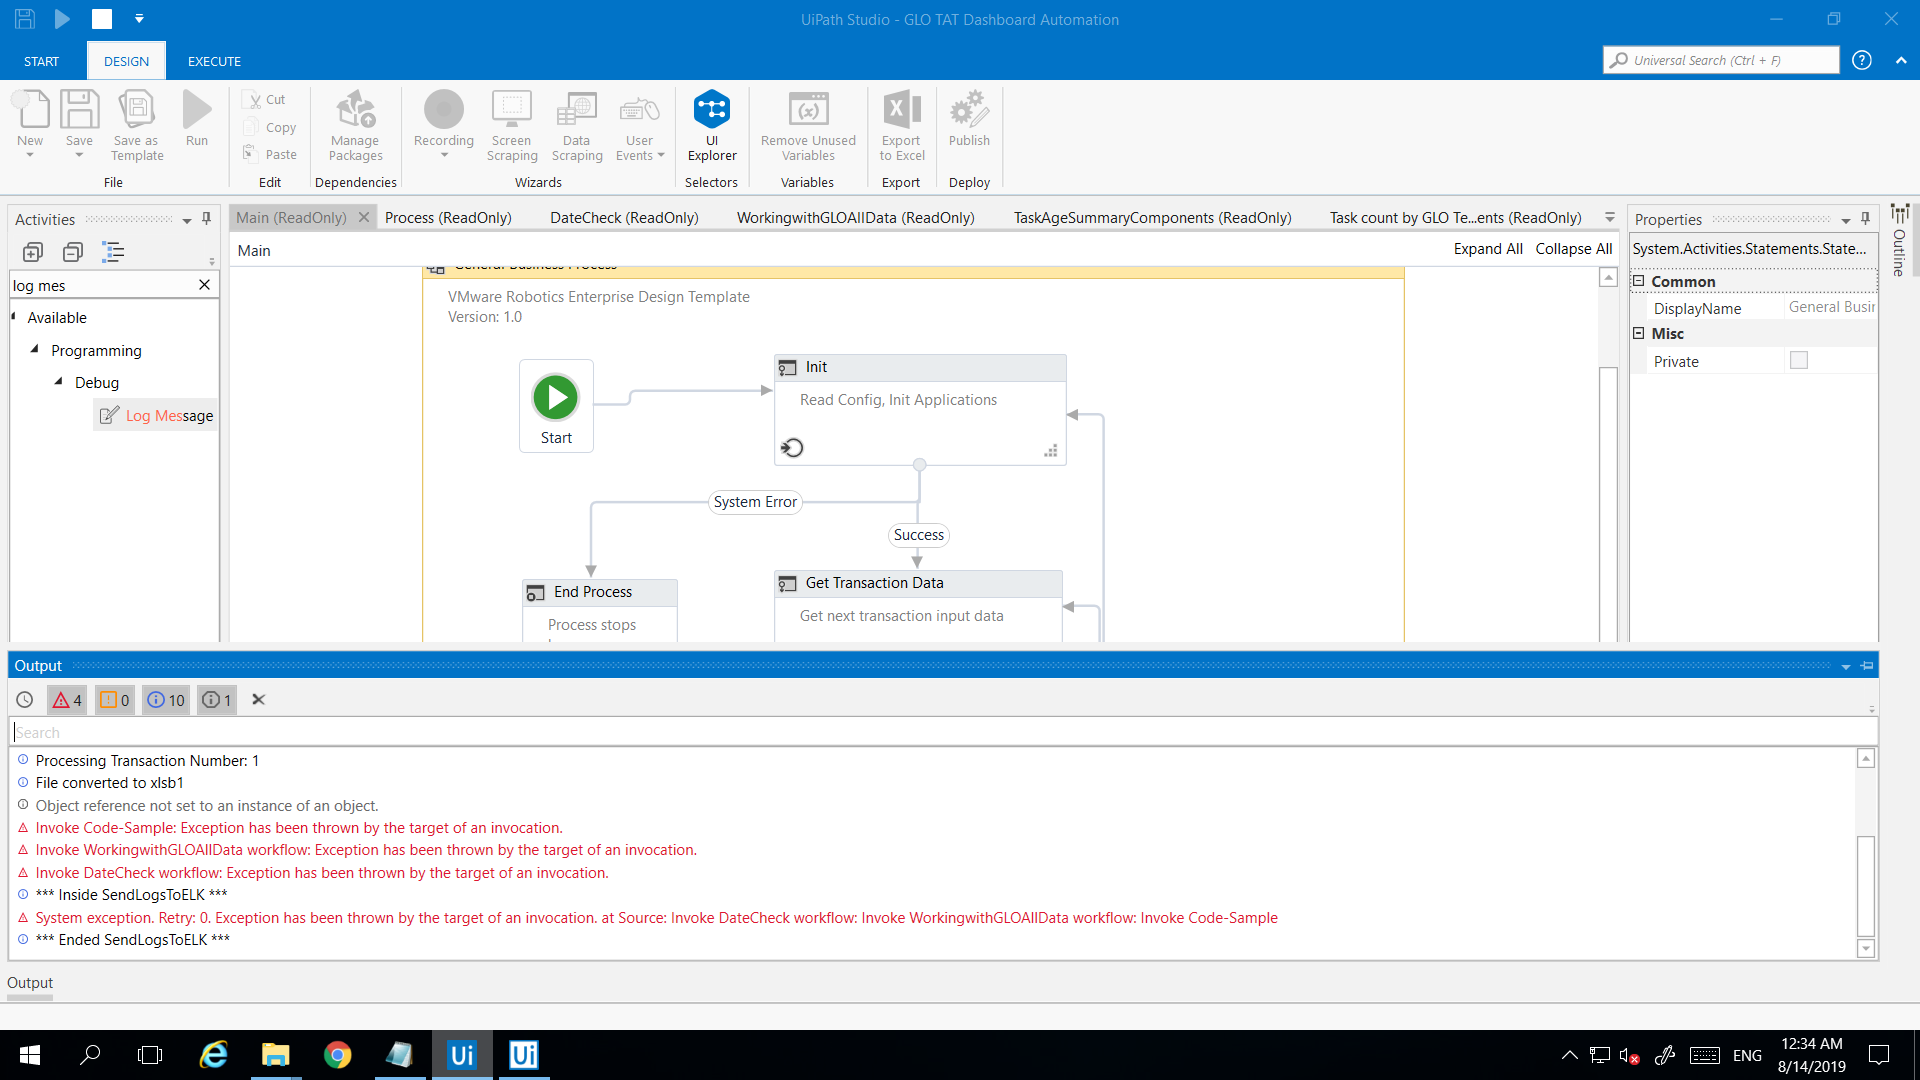 UiPath Studio - GLO TAT Dashboard Automation
START DESIGN EXECUTE
Universal Search (Ctrl + F)
New
Save
Save as Template
Run
File
Cut
Copy
Paste
Edit
Manage Packages
Dependencies
Recording
Screen Scraping
Data Scraping
User Events
Wizards
UI Explorer
Selectors
Remove Unused Variables
Variables
Export to Excel
Export
Publish
Deploy
Activities
log mes
Available
Programming
Debug
Log Message
Main (ReadOnly) Process (ReadOnly) DateCheck (ReadOnly) WorkingwithGLOAllData (ReadOnly) TaskAgeSummaryComponents (ReadOnly) Task count by GLO Te...ents (ReadOnly)
Main
Expand All Collapse All
General Business Process
VMware Robotics Enterprise Design Template
Version: 1.0
Start
Init
Read Config, Init Applications
System Error
Success
End Process
Process stops
Get Transaction Data
Get next transaction input data
Properties
System.Activities.Statements.State...
Common
DisplayName General Busin
Misc
Private
Outline
Output
4 0 10 1
Search
Processing Transaction Number: 1
File converted to xlsb1
Object reference not set to an instance of an object.
Invoke Code-Sample: Exception has been thrown by the target of an invocation.
Invoke WorkingwithGLOAllData workflow: Exception has been thrown by the target of an invocation.
Invoke DateCheck workflow: Exception has been thrown by the target of an invocation.
*** Inside SendLogsToELK ***
System exception. Retry: 0. Exception has been thrown by the target of an invocation. at Source: Invoke DateCheck workflow: Invoke WorkingwithGLOAllData workflow: Invoke Code-Sample
*** Ended SendLogsToELK ***
Output
Ui Ui
ENG
12:34 AM
8/14/2019